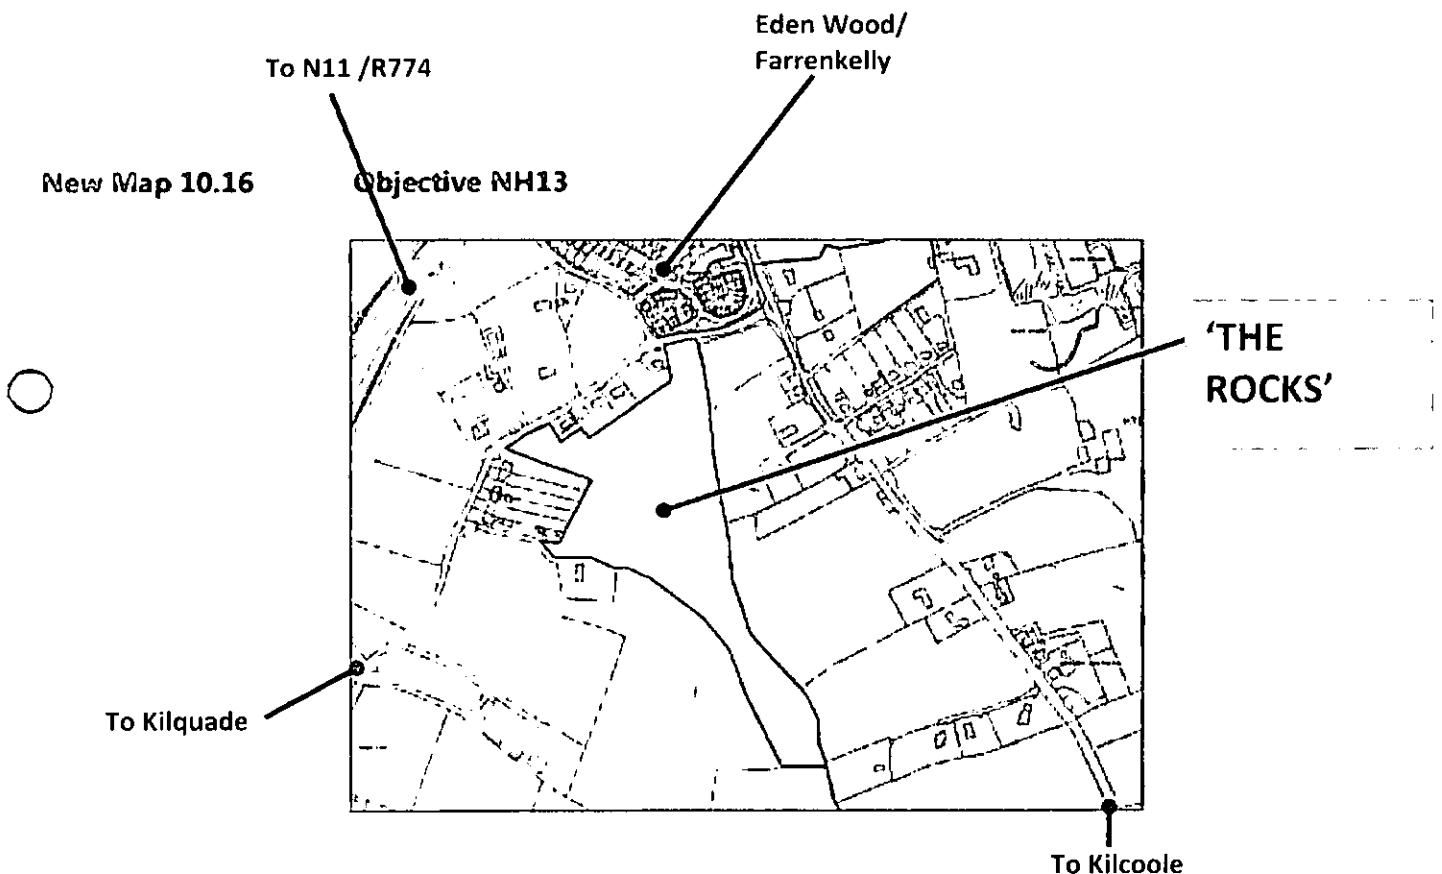 Eden Wood/
Farrenkelly
To N11 /R774
New Map 10.16 Objective NH13
'THE
ROCKS'
To Kilquade
To Kilcoole